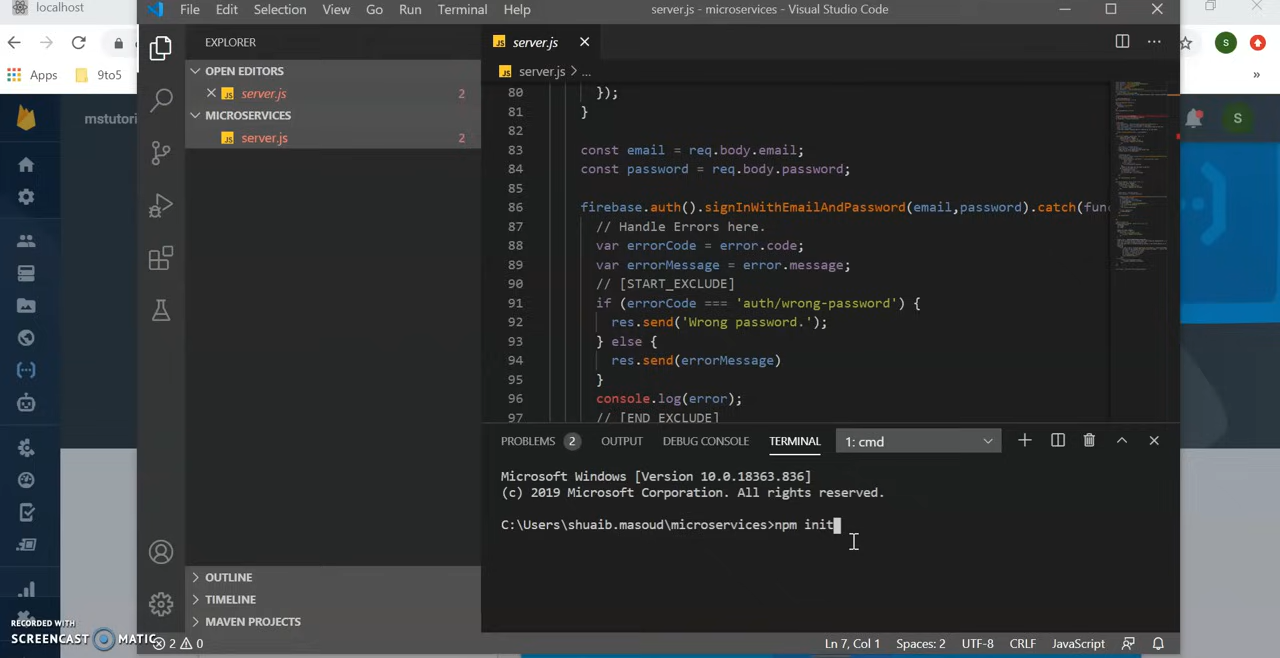 localhost
File Edit Selection View Go Run Terminal Help
server.js - microservices - Visual Studio Code
Apps
9to5
S
»
mstutori
S
EXPLORER
OPEN EDITORS
server.js 2
MICROSERVICES
server.js 2
OUTLINE
TIMELINE
MAVEN PROJECTS
server.js
server.js > ...
80 });
81 }
82
83 const email = req.body.email;
84 const password = req.body.password;
85
86 firebase.auth().signInWithEmailAndPassword(email,password).catch(fun
87 // Handle Errors here.
88 var errorCode = error.code;
89 var errorMessage = error.message;
90 // [START_EXCLUDE]
91 if (errorCode === 'auth/wrong-password') {
92 res.send('Wrong password.');
93 } else {
94 res.send(errorMessage)
95 }
96 console.log(error);
97 // [END EXCLUDE]
PROBLEMS 2 OUTPUT DEBUG CONSOLE TERMINAL 1: cmd
Microsoft Windows [Version 10.0.18363.836]
(c) 2019 Microsoft Corporation. All rights reserved.
C:\Users\shuaib.masoud\microservices>npm init
RECORDED WITH
SCREENCAST MATIC
2 0
Ln 7, Col 1 Spaces: 2 UTF-8 CRLF JavaScript